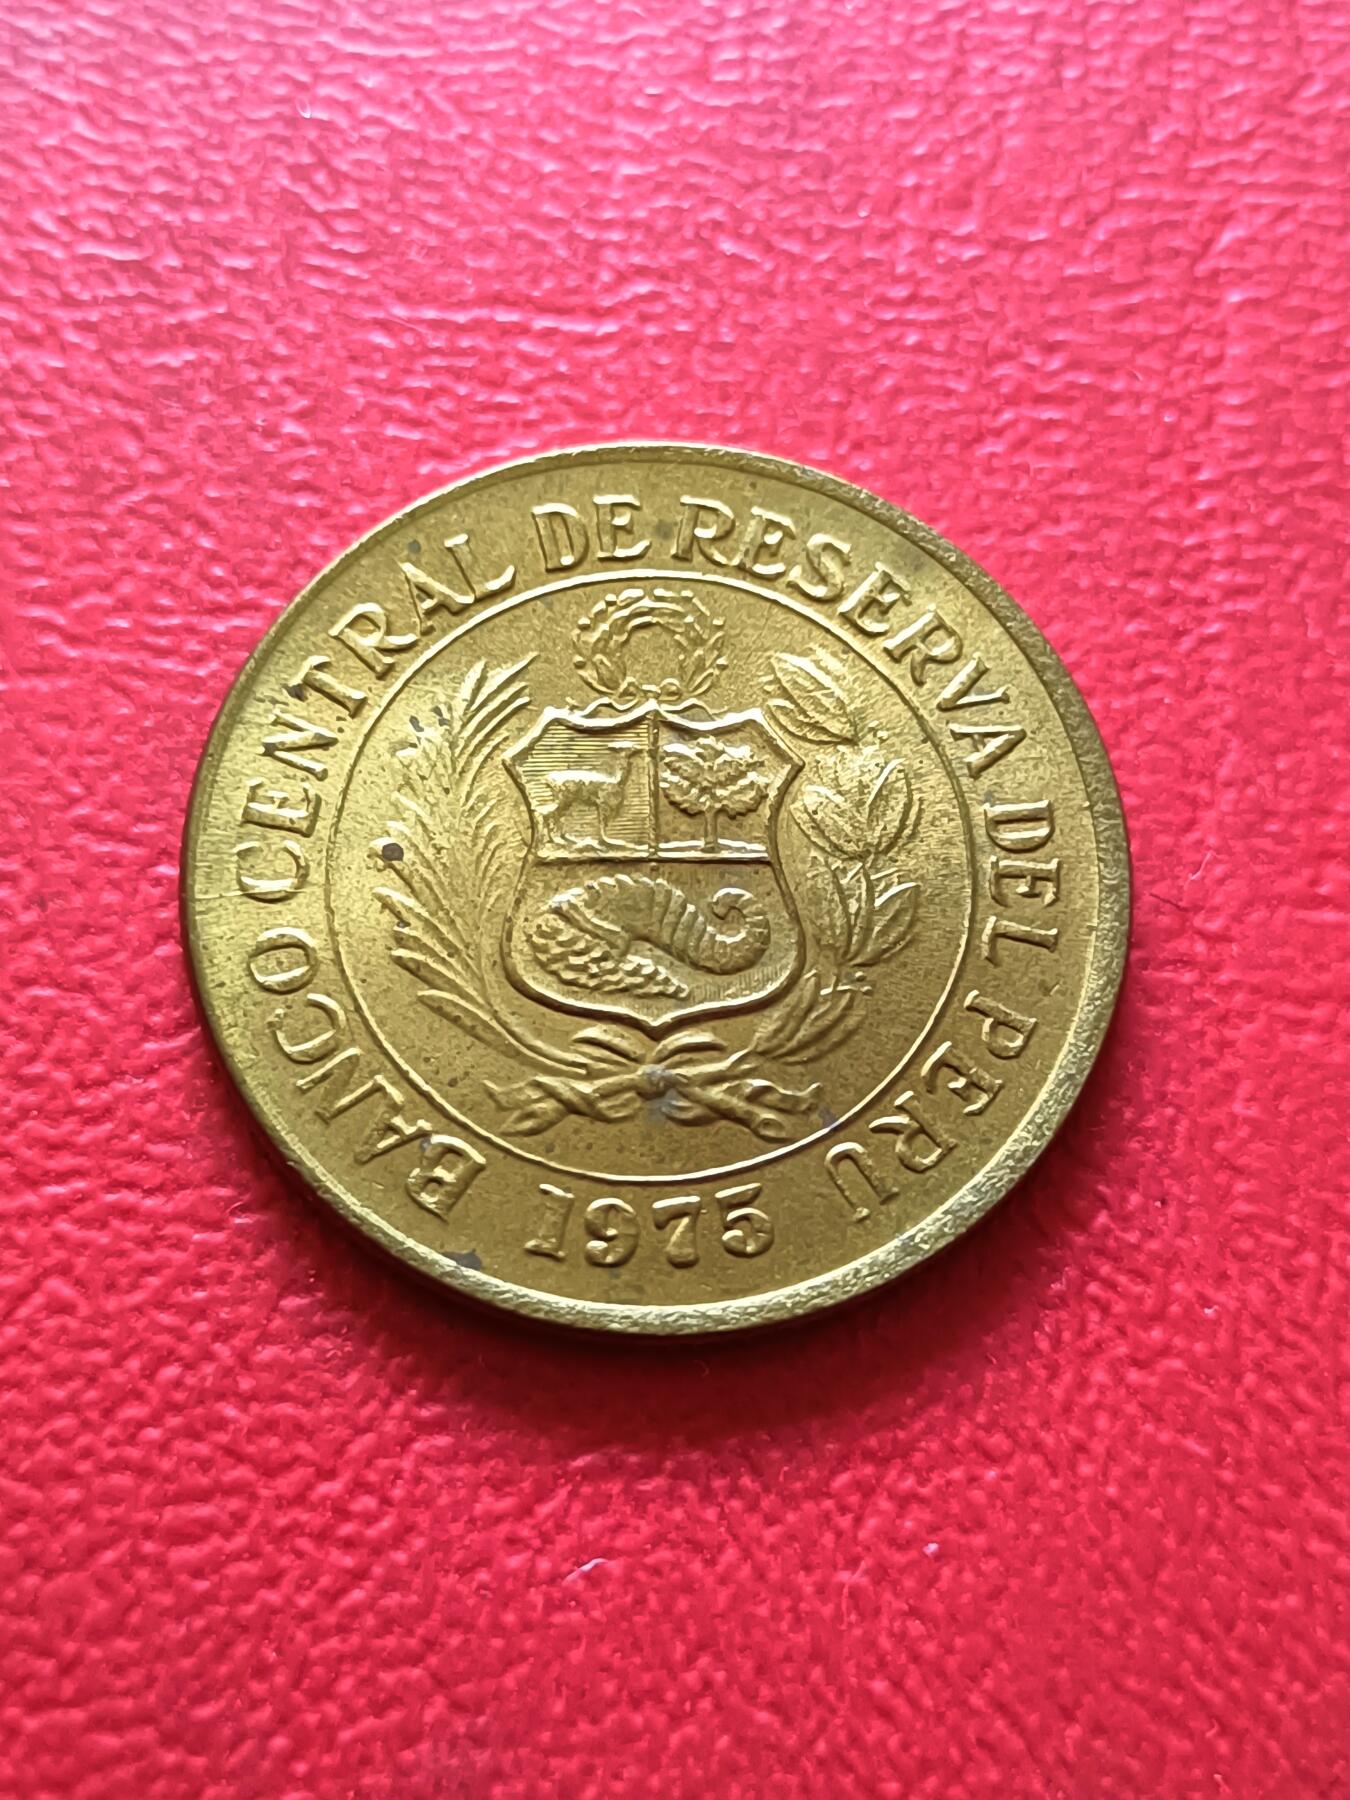 BANCO CENTRAL DE RESERVA DEL PERU
1975